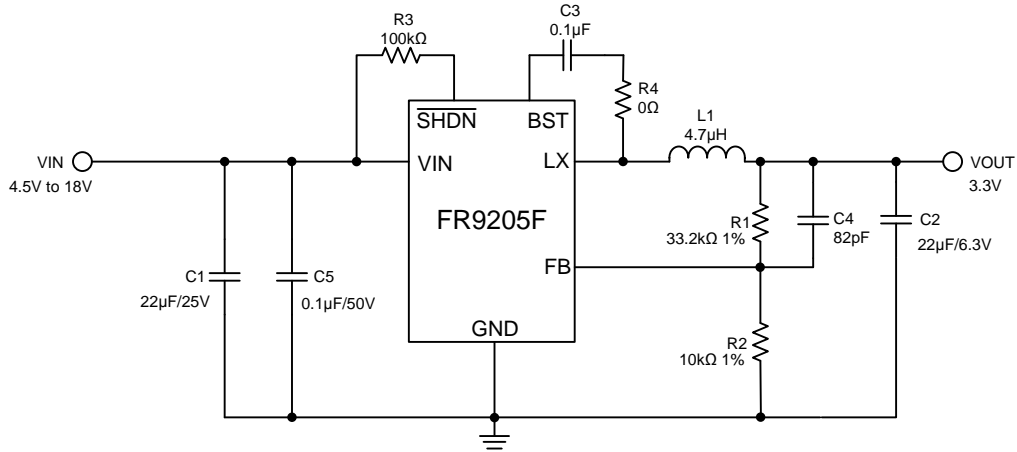 C3
0.1µF
R3
100kΩ
R4
0Ω
SHDN
BST
L1
4.7µH
VIN
4.5V to 18V
VIN
LX
VOUT
3.3V
FR9205F
R1
33.2kΩ 1%
C4
82pF
C2
22µF/6.3V
FB
C1
22µF/25V
C5
0.1µF/50V
GND
R2
10kΩ 1%